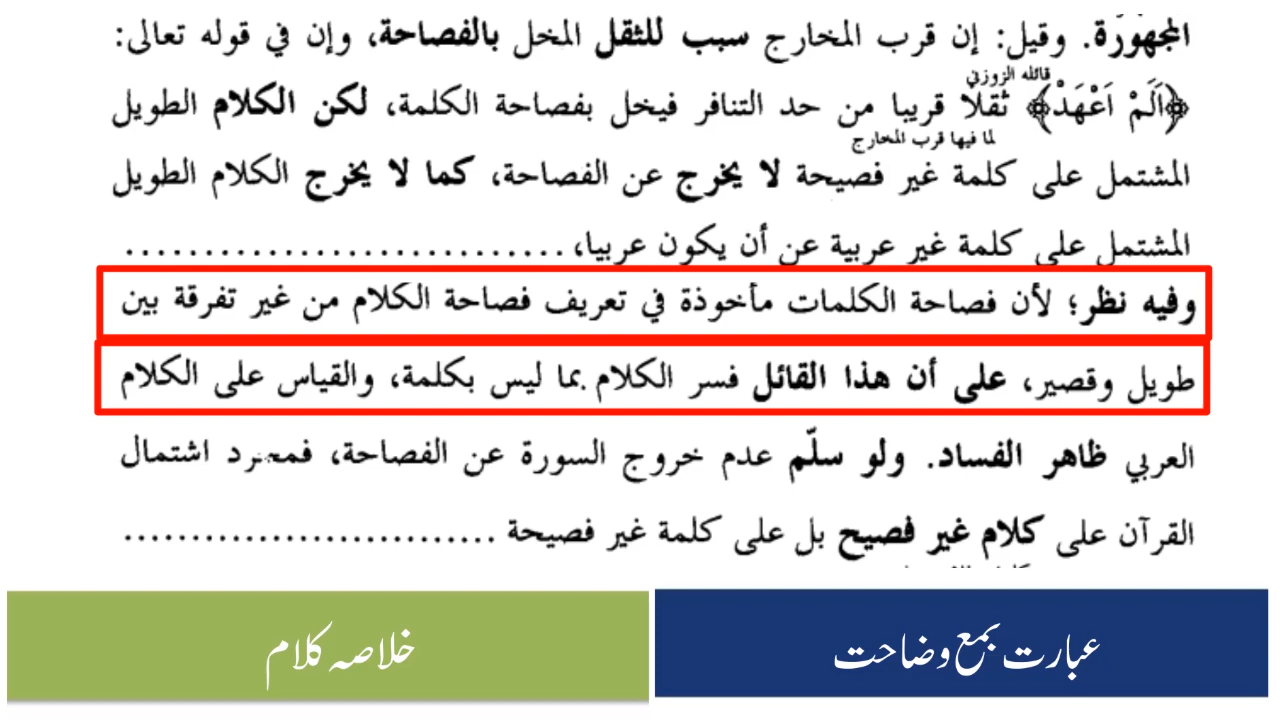 المجهورة. وقيل: إن قرب المخارج سبب للثقل المخل بالفصاحة، وإن في قوله تعالى:
قائله الزوزني
﴿اَلَمْ اَعْهَدْ﴾ ثقلا قريبا من حد التنافر فيخل بفصاحة الكلمة، لكن الكلام الطويل
لما فيها قرب المخارج
المشتمل على كلمة غير فصيحة لا يخرج عن الفصاحة، كما لا يخرج الكلام الطويل
المشتمل على كلمة غير عربية عن أن يكون عربيا، ............................
وفيه نظر؛ لأن فصاحة الكلمات مأخوذة في تعريف فصاحة الكلام من غير تفرقة بين
طويل وقصير، على أن هذا القائل فسر الكلام بما ليس بكلمة، والقياس على الكلام
العربي ظاهر الفساد. ولو سلّم عدم خروج السورة عن الفصاحة، فمجرد اشتمال
القرآن على كلام غير فصيح بل على كلمة غير فصيحة ............................
عبارت بمع وضاحت
خلاصہ کلام